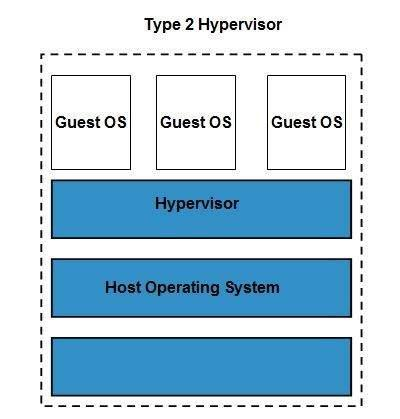 Type 2 Hypervisor
Guest OS Guest OS Guest OS
Hypervisor
Host Operating System